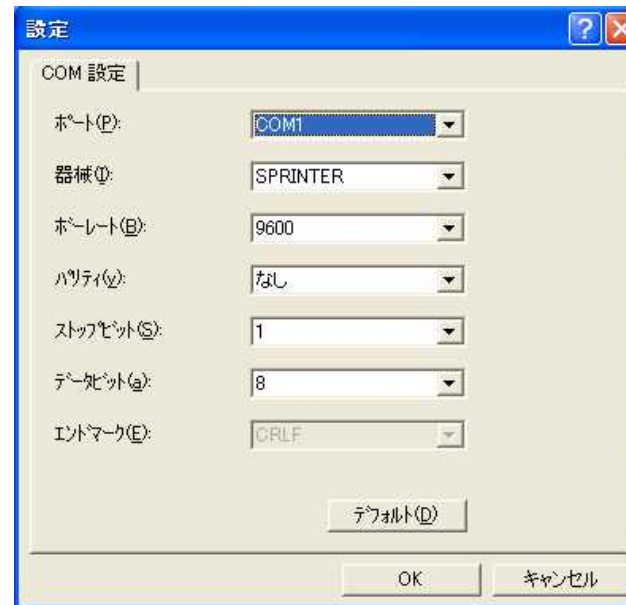 設定
COM 設定
ポート(P):
COM1
器械(I):
SPRINTER
ボーレート(B):
9600
パリティ(y):
なし
ストップビット(S):
1
データビット(a):
8
エンドマーク(E):
CRLF
デフォルト(D)
OK
キャンセル